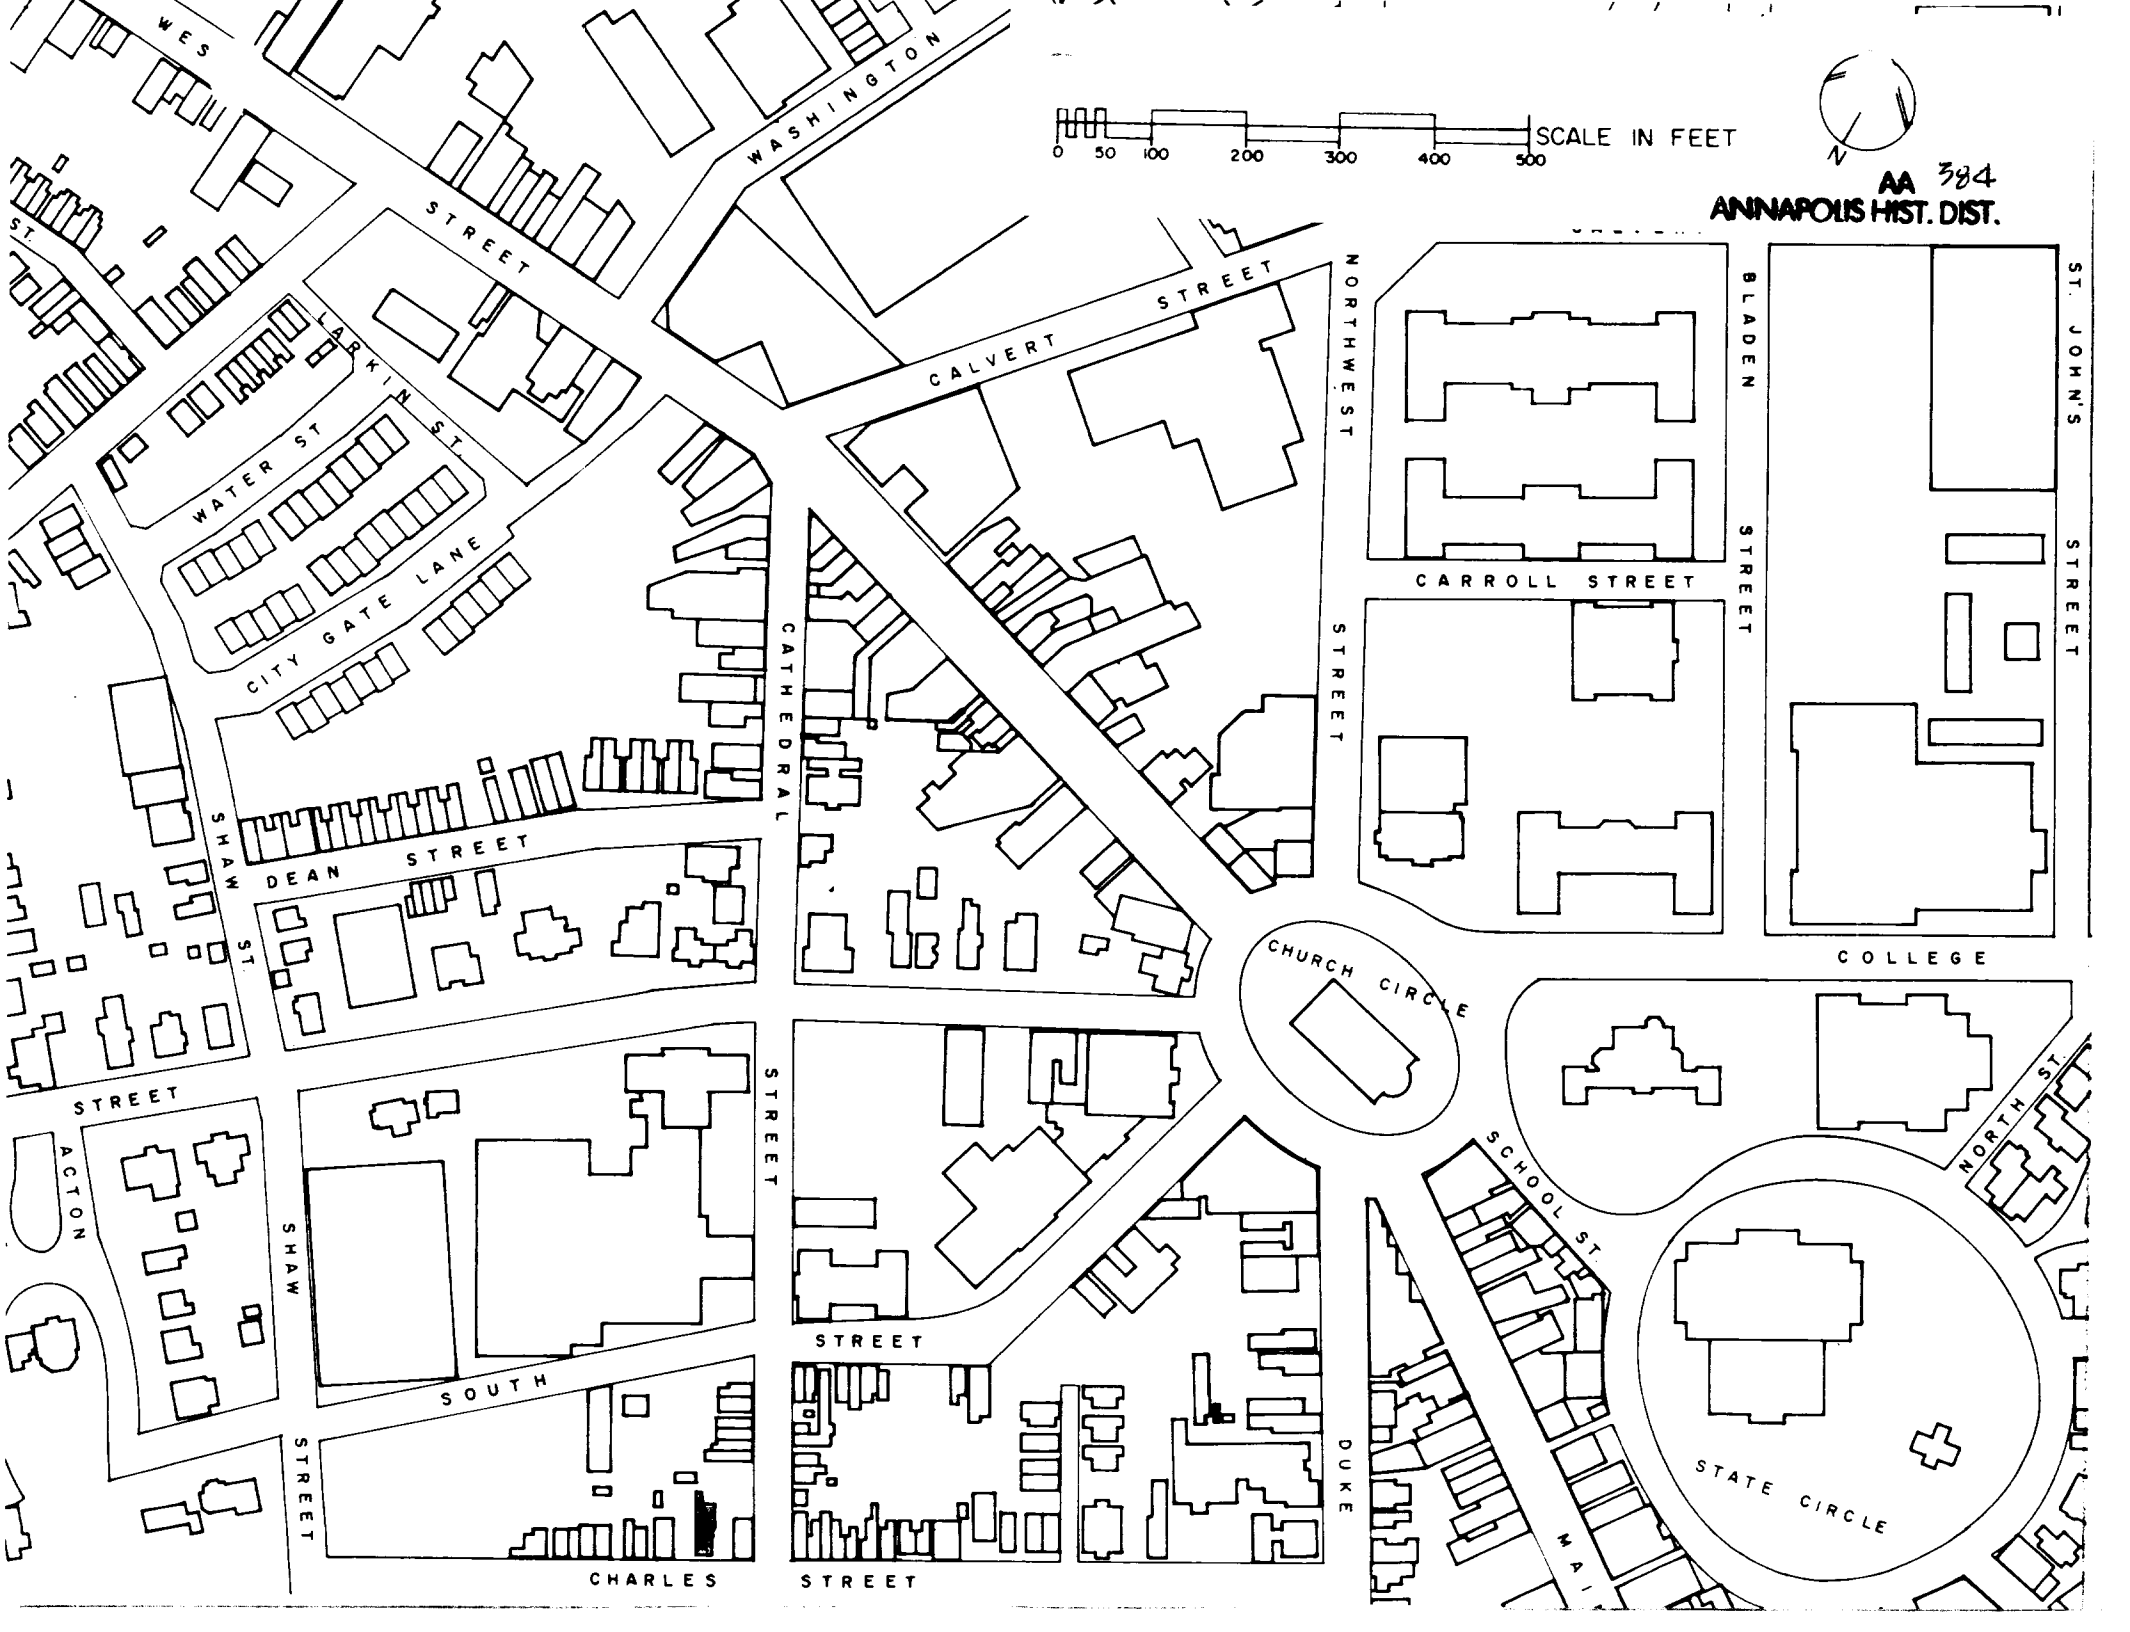 WES
STREET
WASHINGTON
0 50 100 200 300 400 500
SCALE IN FEET
N
AA 384
ANNAPOLIS HIST. DIST.
ST.
LARKIN ST.
WATER ST
CITY GATE LANE
CALVERT STREET
NORTHWEST STREET
BLADEN STREET
ST. JOHN'S STREET
CARROLL STREET
CATHEDRAL STREET
SHAW ST.
DEAN STREET
CHURCH CIRCLE
COLLEGE
STREET
ACTON
SHAW STREET
SCHOOL ST
NORTH ST
SOUTH STREET
DUKE
STATE CIRCLE
MAI
CHARLES STREET